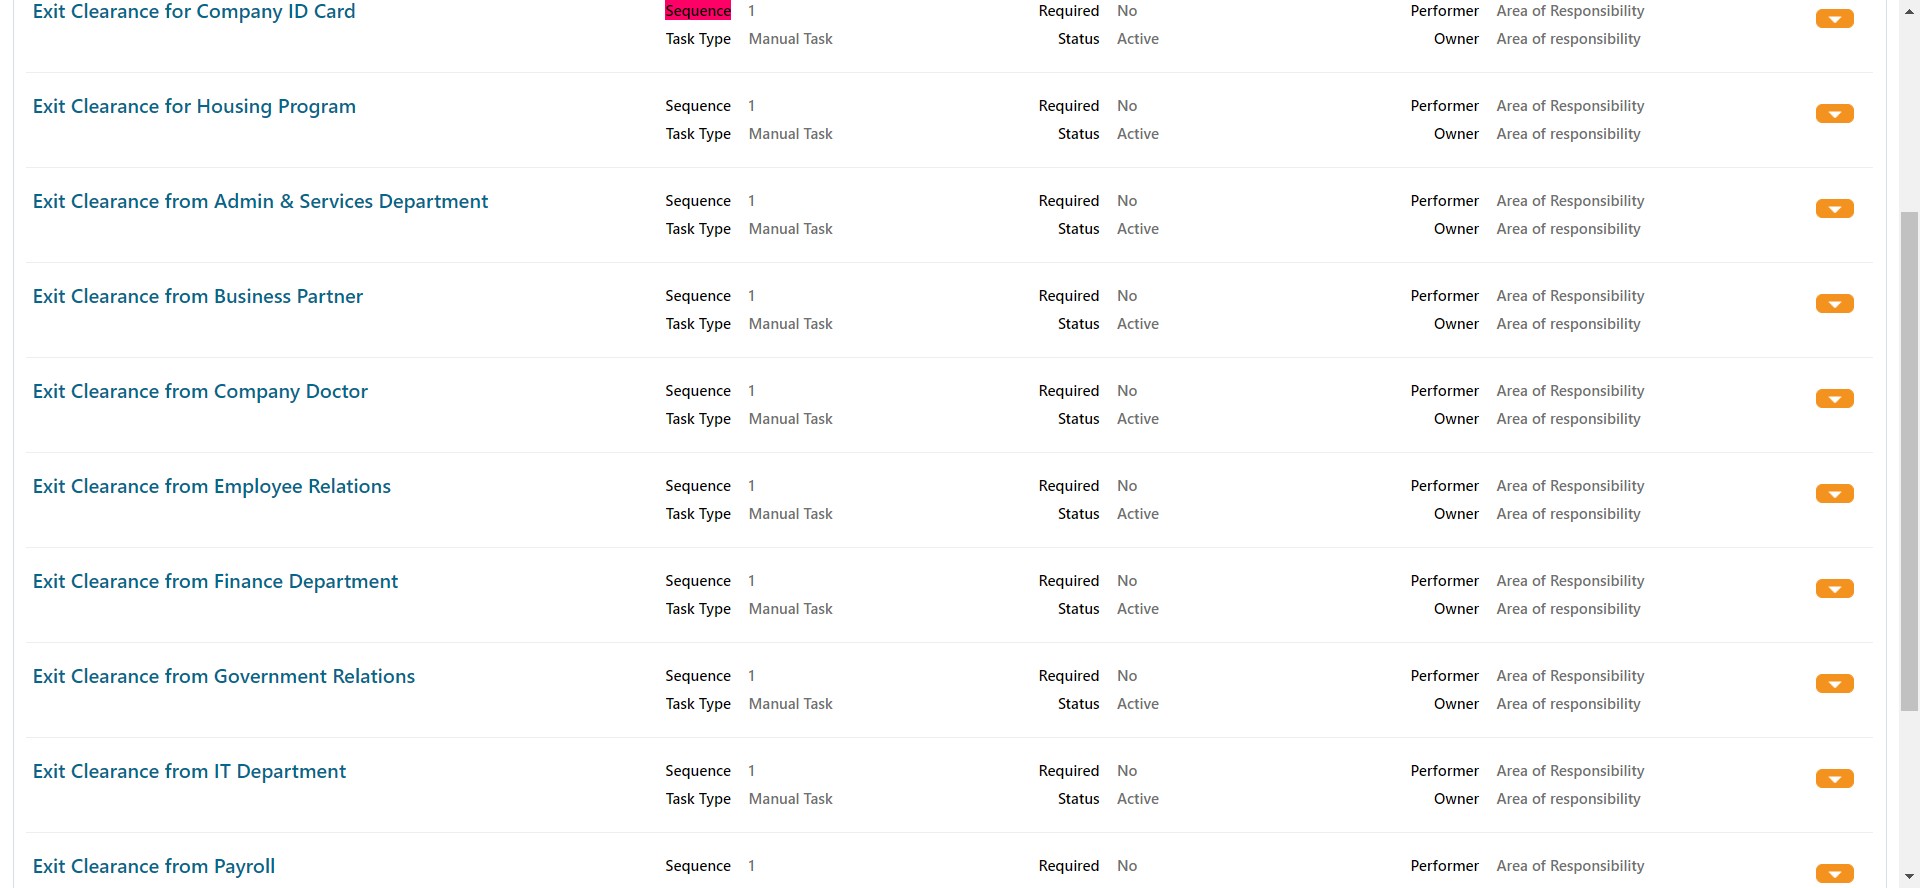 Exit Clearance for Company ID Card Sequence 1 Required No Performer Area of Responsibility
Task Type Manual Task Status Active Owner Area of responsibility
Exit Clearance for Housing Program Sequence 1 Required No Performer Area of Responsibility
Task Type Manual Task Status Active Owner Area of responsibility
Exit Clearance from Admin & Services Department Sequence 1 Required No Performer Area of Responsibility
Task Type Manual Task Status Active Owner Area of responsibility
Exit Clearance from Business Partner Sequence 1 Required No Performer Area of Responsibility
Task Type Manual Task Status Active Owner Area of responsibility
Exit Clearance from Company Doctor Sequence 1 Required No Performer Area of Responsibility
Task Type Manual Task Status Active Owner Area of responsibility
Exit Clearance from Employee Relations Sequence 1 Required No Performer Area of Responsibility
Task Type Manual Task Status Active Owner Area of responsibility
Exit Clearance from Finance Department Sequence 1 Required No Performer Area of Responsibility
Task Type Manual Task Status Active Owner Area of responsibility
Exit Clearance from Government Relations Sequence 1 Required No Performer Area of Responsibility
Task Type Manual Task Status Active Owner Area of responsibility
Exit Clearance from IT Department Sequence 1 Required No Performer Area of Responsibility
Task Type Manual Task Status Active Owner Area of responsibility
Exit Clearance from Payroll Sequence 1 Required No Performer Area of Responsibility